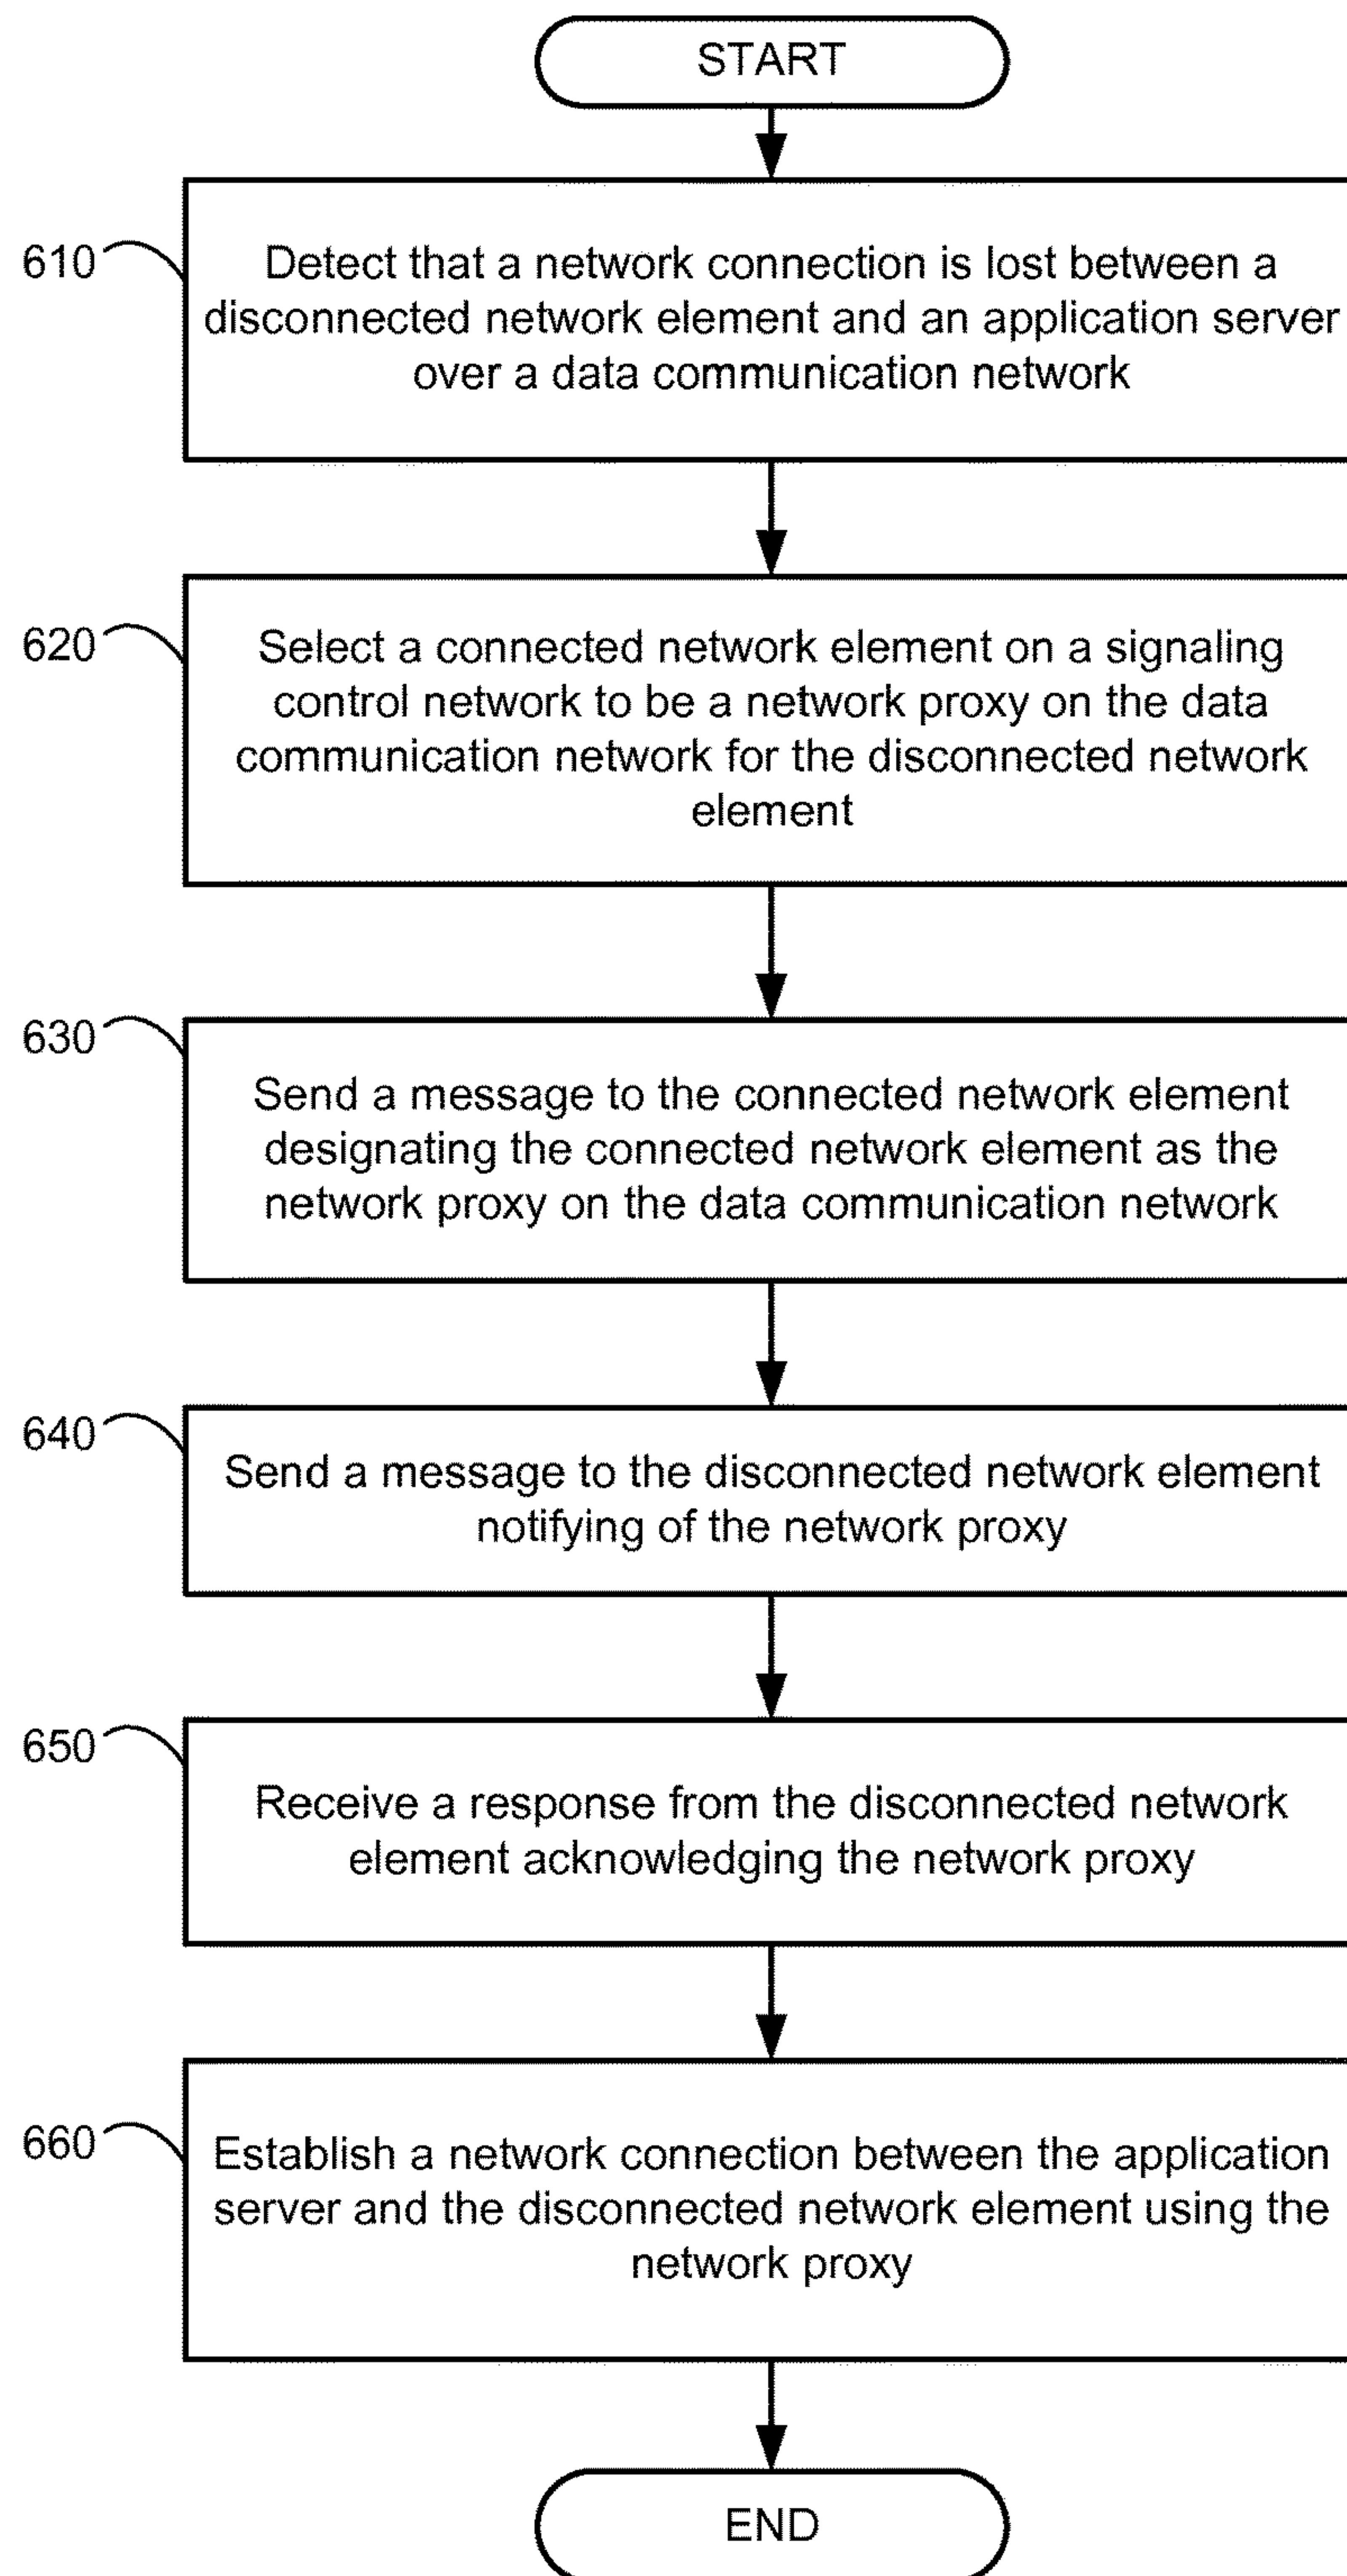 START
610
Detect that a network connection is lost between a
disconnected network element and an application server
over a data communication network
620
Select a connected network element on a signaling
control network to be a network proxy on the data
communication network for the disconnected network
element
630
Send a message to the connected network element
designating the connected network element as the
network proxy on the data communication network
640
Send a message to the disconnected network element
notifying of the network proxy
650
Receive a response from the disconnected network
element acknowledging the network proxy
660
Establish a network connection between the application
server and the disconnected network element using the
network proxy
END